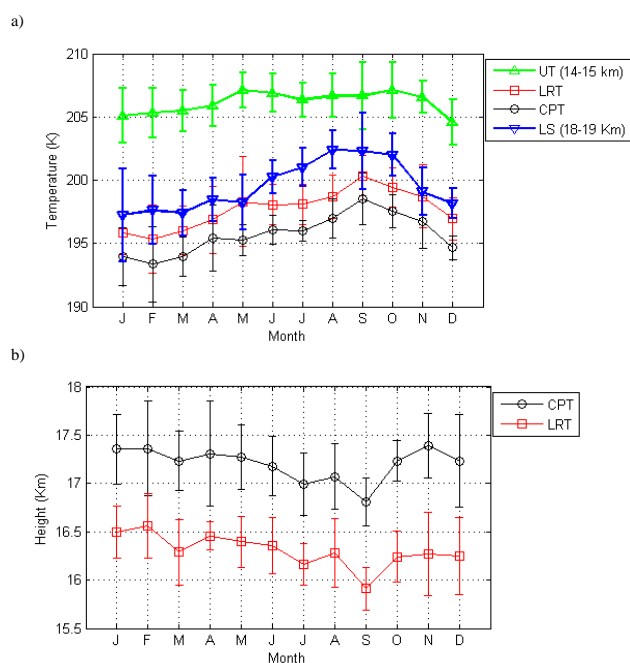 a)
210
205
200
195
190
Temperature (K)
J F M A M J J A S O N D
Month
UT (14-15 km)
LRT
CPT
LS (18-19 Km)
b)
18
17.5
17
16.5
16
15.5
Height (Km)
J F M A M J J A S O N D
Month
CPT
LRT